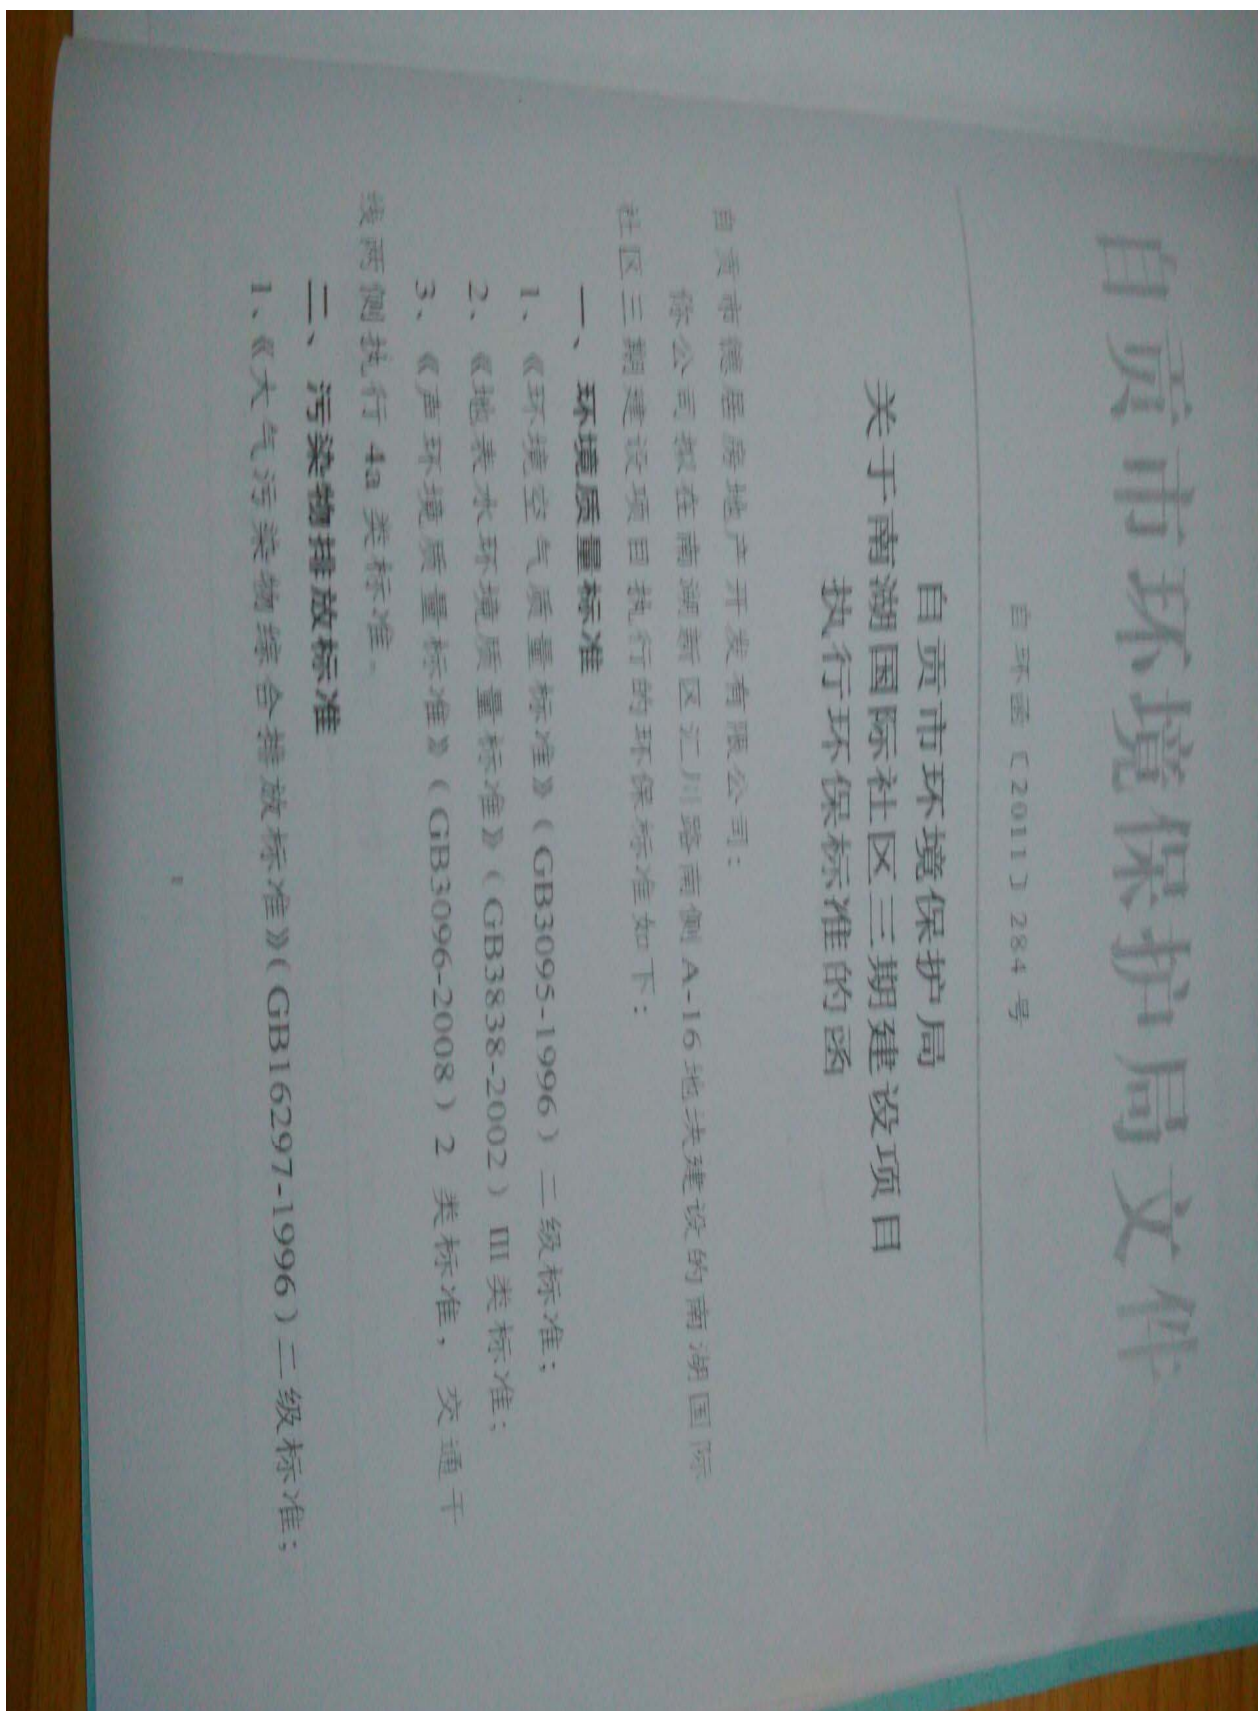 自贡市环境保护局文件
自环函〔2011〕284号
自贡市环境保护局
关于南湖国际社区三期建设项目
执行环保标准的函
自贡市德居房地产开发有限公司：
你公司拟在南湖新区汇川路南侧A-16地块建设的南湖国际
社区三期建设项目执行的环保标准如下：
一、环境质量标准
1、《环境空气质量标准》（GB3095-1996）二级标准；
2、《地表水环境质量标准》（GB3838-2002）III类标准；
3、《声环境质量标准》（GB3096-2008）2 类标准，交通干
线两侧执行 4a 类标准。
二、污染物排放标准
1、《大气污染物综合排放标准》（GB16297-1996）二级标准；